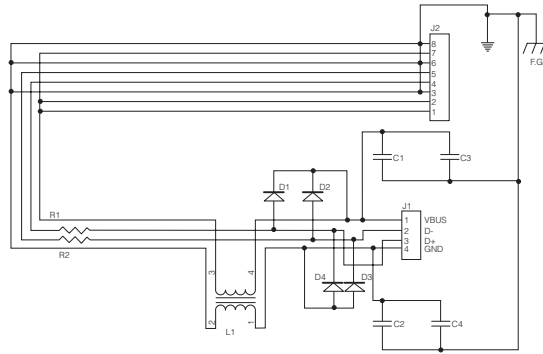 J2
8
7
6
5
4
3
2
1
F.G
C1
C3
D1
D2
J1
1 VBUS
2 D-
3 D+
4 GND
R1
R2
D4
D3
3
4
2
1
L1
C2
C4